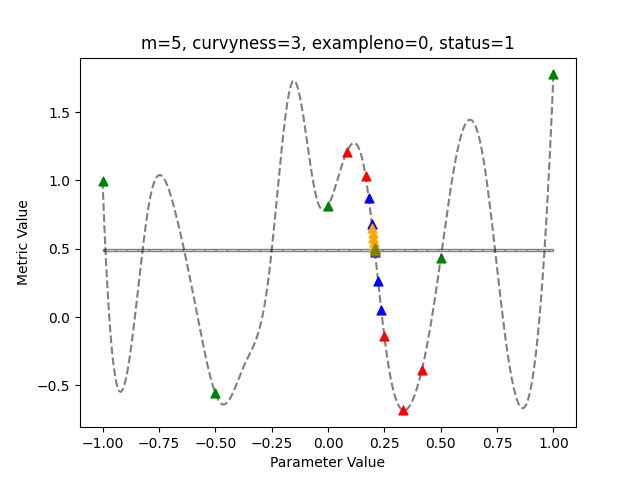 m=5, curvyness=3, exampleno=0, status=1
Metric Value
1.5
1.0
0.5
0.0
−0.5
−1.00 −0.75 −0.50 −0.25 0.00 0.25 0.50 0.75 1.00
Parameter Value